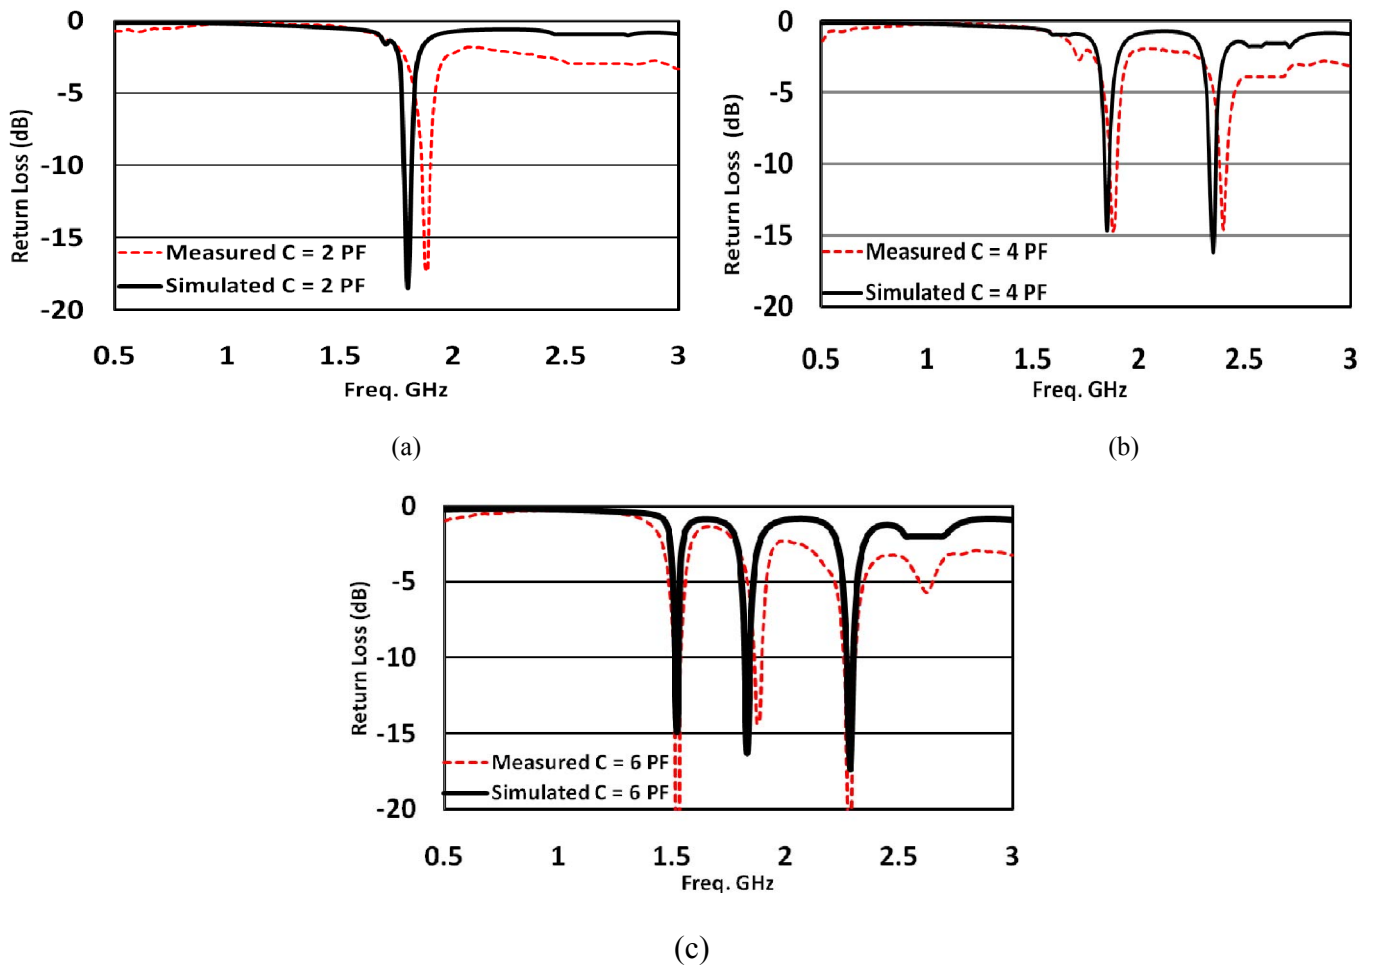 0
-5
-10
-15
-20
Return Loss (dB)
Measured C = 2 PF
Simulated C = 2 PF
0.5 1 1.5 2 2.5 3
Freq. GHz
(a)
0
-5
-10
-15
-20
Return Loss (dB)
Measured C = 4 PF
Simulated C = 4 PF
0.5 1 1.5 2 2.5 3
Freq. GHz
(b)
0
-5
-10
-15
-20
Return Loss (dB)
Measured C = 6 PF
Simulated C = 6 PF
0.5 1 1.5 2 2.5 3
Freq. GHz
(c)